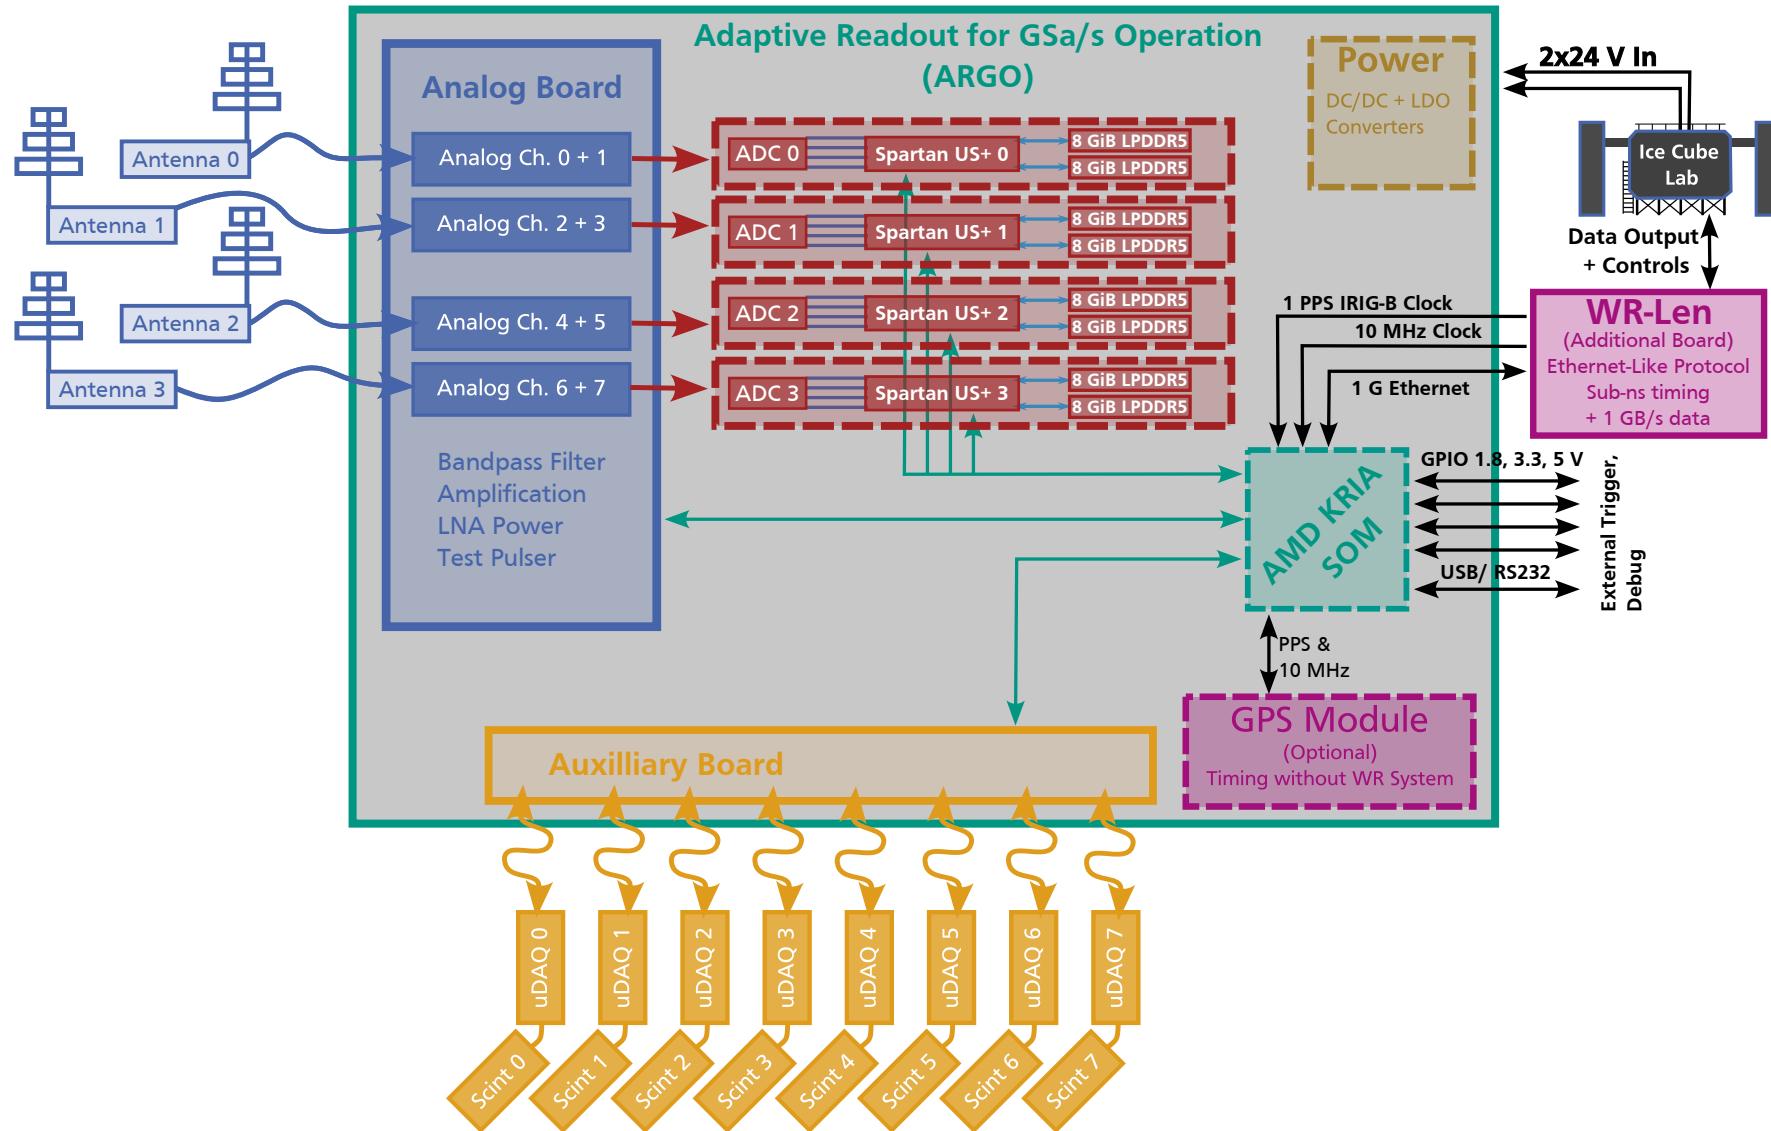 Adaptive Readout for GSa/s Operation
(ARGO)
Analog Board
Analog Ch. 0 + 1
Analog Ch. 2 + 3
Analog Ch. 4 + 5
Analog Ch. 6 + 7
Bandpass Filter
Amplification
LNA Power
Test Pulser
Antenna 0
Antenna 1
Antenna 2
Antenna 3
ADC 0
Spartan US+ 0
8 GiB LPDDR5
8 GiB LPDDR5
ADC 1
Spartan US+ 1
8 GiB LPDDR5
8 GiB LPDDR5
ADC 2
Spartan US+ 2
8 GiB LPDDR5
8 GiB LPDDR5
ADC 3
Spartan US+ 3
8 GiB LPDDR5
8 GiB LPDDR5
Power
DC/DC + LDO
Converters
2x24 V In
Ice Cube
Lab
Data Output
+ Controls
WR-Len
(Additional Board)
Ethernet-Like Protocol
Sub-ns timing
+ 1 GB/s data
1 PPS IRIG-B Clock
10 MHz Clock
1 G Ethernet
AMD KRIA
SOM
GPIO 1.8, 3.3, 5 V
USB/ RS232
External Trigger,
Debug
PPS &
10 MHz
GPS Module
(Optional)
Timing without WR System
Auxilliary Board
uDAQ 0
uDAQ 1
uDAQ 2
uDAQ 3
uDAQ 4
uDAQ 5
uDAQ 6
uDAQ 7
Scint 0
Scint 1
Scint 2
Scint 3
Scint 4
Scint 5
Scint 6
Scint 7